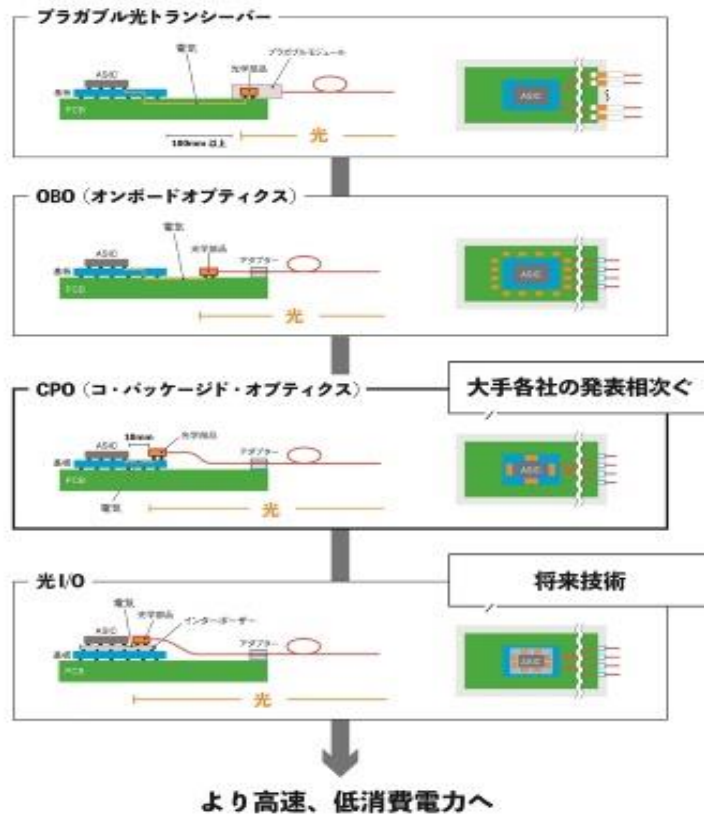 プラガブル光トランシーバー
電気
光学部品
プラガブルモジュール
ASIC
基板
PCB
100mm 以上
光
ASIC
OBO（オンボードオプティクス）
電気
光学部品
アダプター
ASIC
基板
PCB
光
ASIC
CPO（コ・パッケージド・オプティクス）
大手各社の発表相次ぐ
10mm
光学部品
アダプター
ASIC
基板
PCB
電気
光
ASIC
光I/O
将来技術
電気
光学部品
インターポーザー
アダプター
ASIC
基板
PCB
光
ASIC
より高速、低消費電力へ